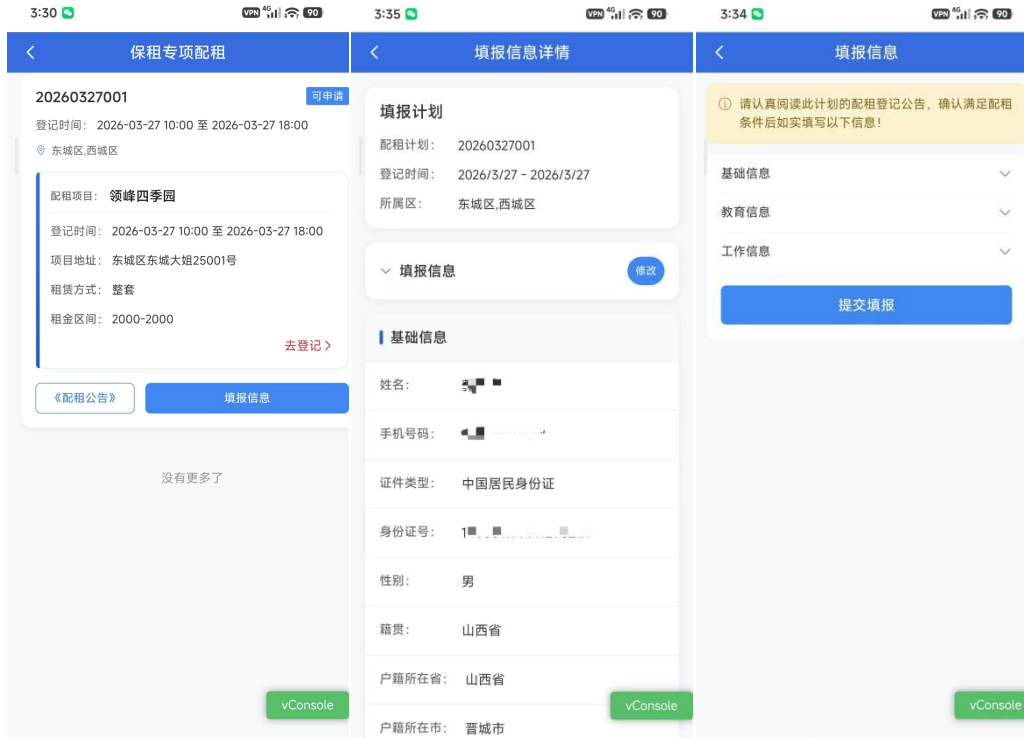 3:30
VPN 4G 90
保租专项配租
20260327001
可申请
登记时间： 2026-03-27 10:00 至 2026-03-27 18:00
东城区,西城区
配租项目： 领峰四季园
登记时间： 2026-03-27 10:00 至 2026-03-27 18:00
项目地址： 东城区东城大姐25001号
租赁方式： 整套
租金区间： 2000-2000
去登记
《配租公告》
填报信息
没有更多了
vConsole
3:35
VPN 4G 90
填报信息详情
填报计划
配租计划： 20260327001
登记时间： 2026/3/27 - 2026/3/27
所属区： 东城区,西城区
填报信息
修改
基础信息
姓名：
手机号码：
证件类型： 中国居民身份证
身份证号： 1
性别： 男
籍贯： 山西省
户籍所在省： 山西省
户籍所在市： 晋城市
vConsole
3:34
VPN 4G 90
填报信息
请认真阅读此计划的配租登记公告，确认满足配租
条件后如实填写以下信息！
基础信息
教育信息
工作信息
提交填报
vConsole